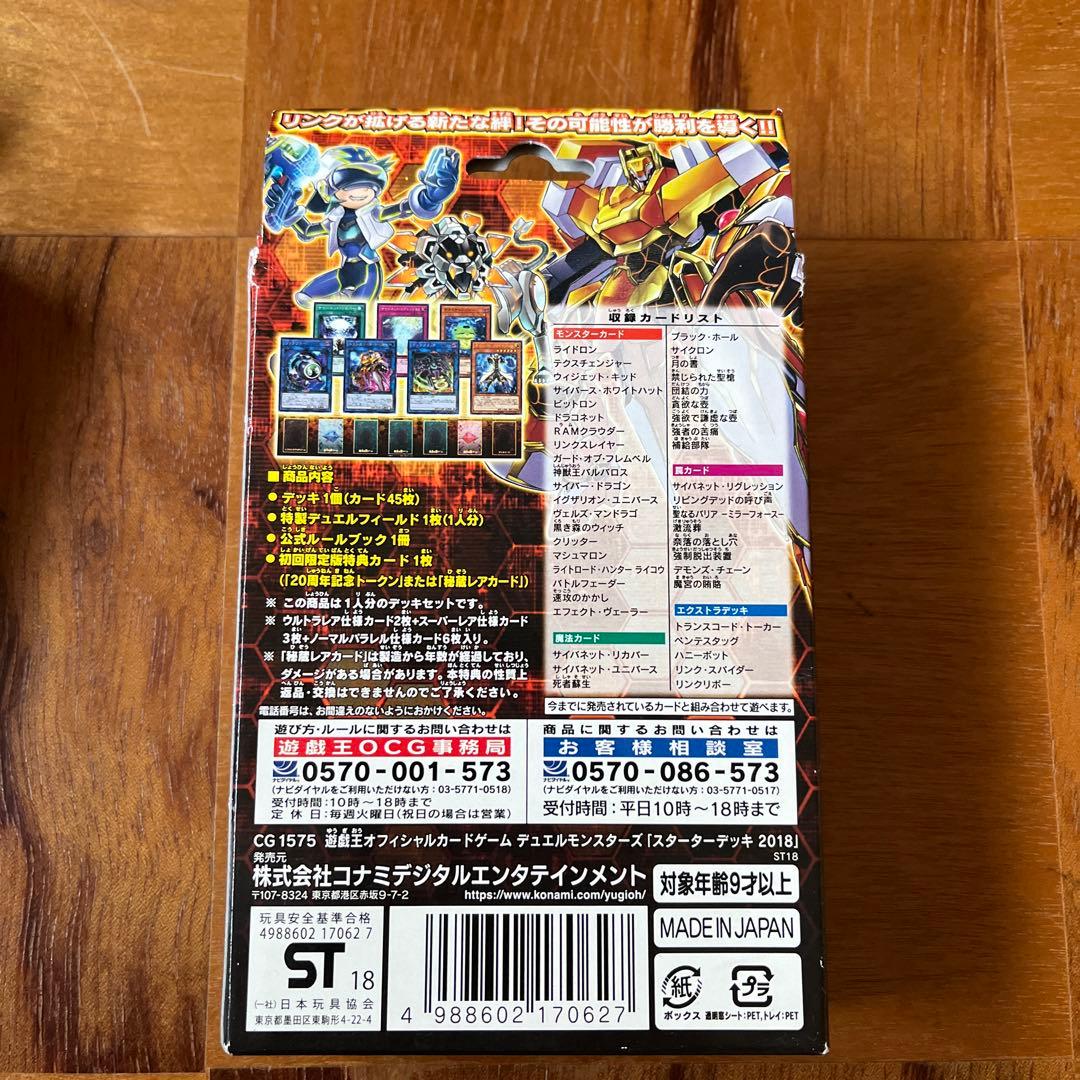 リンクが拡げる新たな絆！その可能性が勝利を導く!!
収録カードリスト
モンスターカード
ライドロン
テクスチェンジャー
ウィジェット・キッド
サイバース・ホワイトハット
ビットロン
ドラコネット
RAMクラウダー
リンクスレイヤー
ガード・オブ・フレムベル
神獣王バルバロス
サイバー・ドラゴン
イグザリオン・ユニバース
ヴェルズ・マンドラゴ
黒き森のウィッチ
クリッター
マシュマロン
ライトロード・ハンター ライコウ
バトルフェーダー
速攻のかかし
エフェクト・ヴェーラー
魔法カード
サイバネット・リカバー
サイバネット・ユニバース
死者蘇生
ブラック・ホール
サイクロン
月の書
禁じられた聖槍
団結の力
貪欲な壺
強欲で謙虚な壺
強者の苦痛
補給部隊
罠カード
サイバネット・リグレッション
リビングデッドの呼び声
聖なるバリア -ミラーフォース-
激流葬
奈落の落とし穴
強制脱出装置
デモンズ・チェーン
魔宮の賄賂
エクストラデッキ
トランスコード・トーカー
ペンテスタッグ
ハニーボット
リンク・スパイダー
リンクリボー
今までに発売されているカードと組み合わせて遊べます。
■ 商品内容
● デッキ 1個(カード45枚)
● 特製デュエルフィールド 1枚(1人分)
● 公式ルールブック 1冊
● 初回限定版特典カード 1枚
(「20周年記念トークン」または「秘蔵レアカード」)
※ この商品は1人分のデッキセットです。
※ ウルトラレア仕様カード2枚+スーパーレア仕様カード
3枚+ノーマルパラレル仕様カード6枚入り。
※ 「秘蔵レアカード」は製造から年数が経過しており、
ダメージがある場合があります。本特典の性質上
返品・交換はできませんのでご了承ください。
電話番号は、お間違えのないようにおかけください。
遊び方・ルールに関するお問い合わせは
遊戯王OCG事務局
ナビダイヤル
0570-001-573
(ナビダイヤルをご利用いただけない方：03-5771-0518)
受付時間：10時～18時まで
定 休 日：毎週火曜日(祝日の場合は営業)
商品に関するお問い合わせは
お客様相談室
ナビダイヤル
0570-086-573
(ナビダイヤルをご利用いただけない方：03-5771-0517)
受付時間：平日10時～18時まで
CG1575 遊戯王オフィシャルカードゲーム デュエルモンスターズ「スターターデッキ 2018」
ST18
発売元
株式会社コナミデジタルエンタテインメント
〒107-8324 東京都港区赤坂9-7-2
https://www.konami.com/yugioh/
対象年齢9才以上
MADE IN JAPAN
玩具安全基準合格
4988602 17062 7
ST 18
(一社)日本玩具協会
東京都墨田区東駒形4-22-4
4 988602 170627
紙
ボックス
プラ
透明窓シート：PET,トレイ：PET